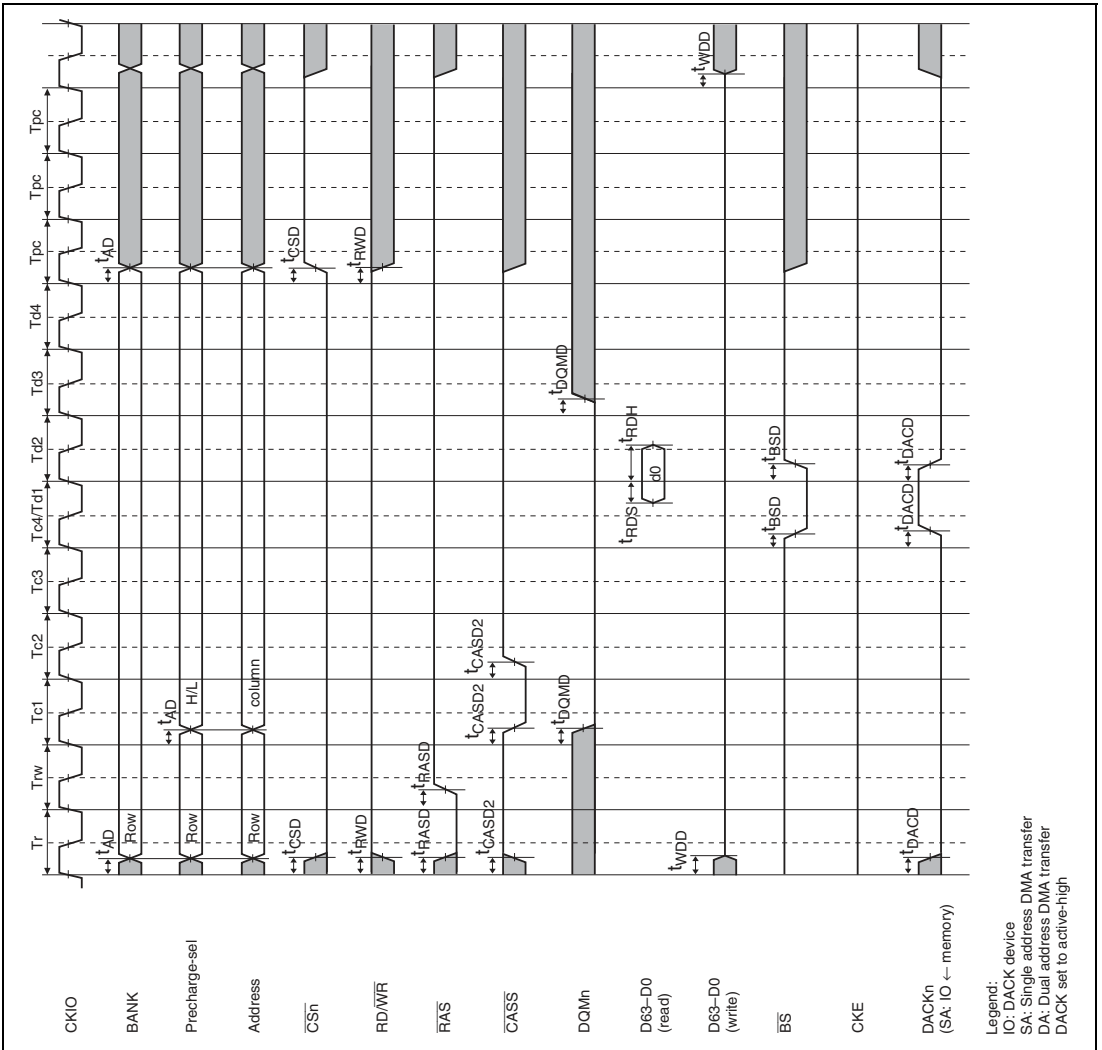 Tr Trw Tc1 Tc2 Tc3 Tc4/Td1 Td2 Td3 Td4 Tpc Tpc Tpc
CKIO
BANK tAD Row tAD
Precharge-sel Row tAD H/L
Address Row column
CSn tCSD tCSD
RD/WR tRWD tRWD
RAS tRASD tRASD
CASS tCASD2 tCASD2 tCASD2
DQMn tDQMD tDQMD
D63–D0
(read) tRDS d0 tRDH
D63–D0
(write) tWDD tWDD
BS tBSD tBSD
CKE
DACKn
(SA: IO ← memory) tDACD tDACD tDACD
Legend:
IO: DACK device
SA: Single address DMA transfer
DA: Dual address DMA transfer
DACK set to active-high